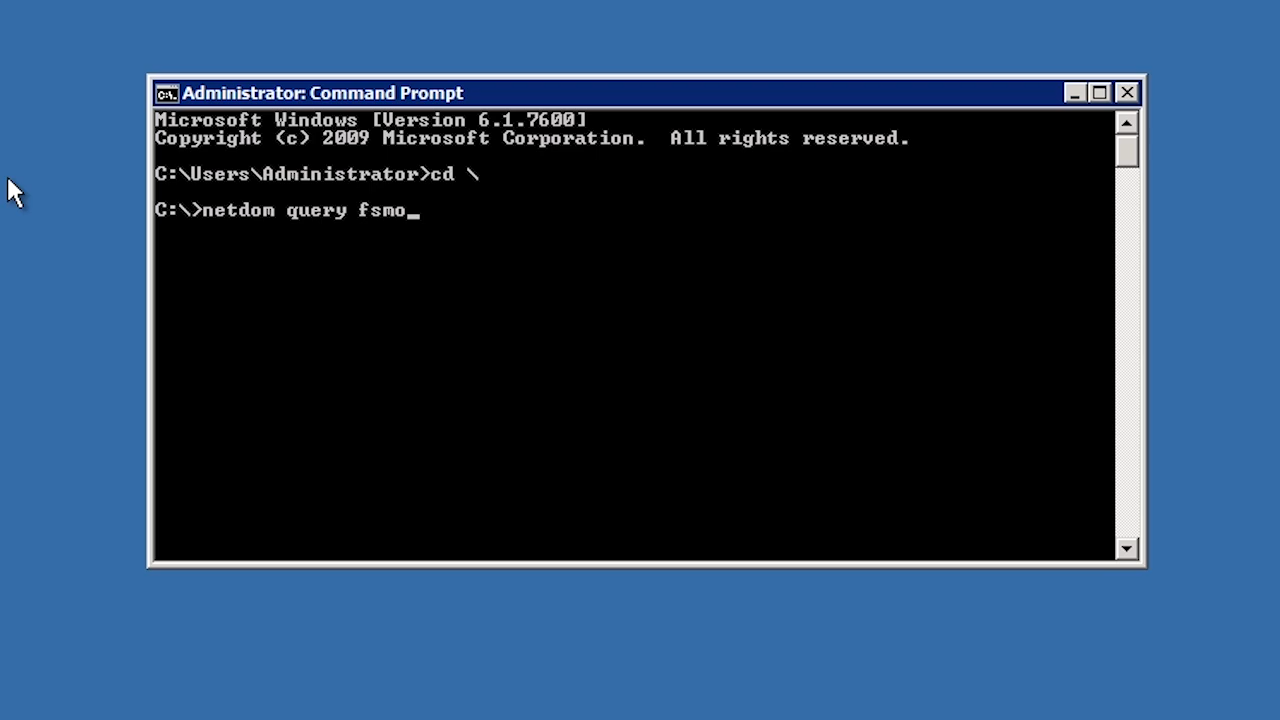 Administrator: Command Prompt
Microsoft Windows [Version 6.1.7600]
Copyright (c) 2009 Microsoft Corporation.  All rights reserved.
C:\Users\Administrator>cd \
C:\>netdom query fsmo_